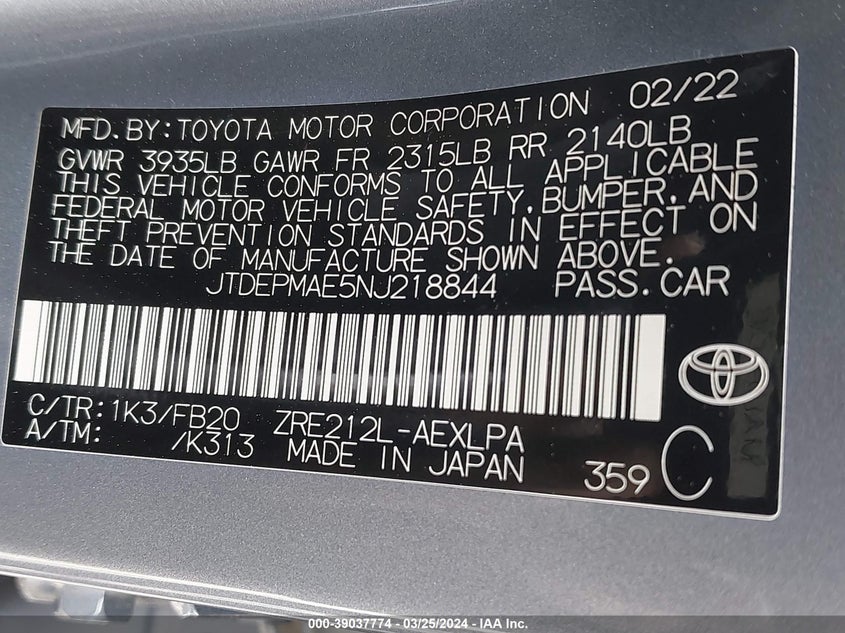 MFD.BY:TOYOTA MOTOR CORPORATION 02/22
GVWR 3935LB GAWR FR 2315LB RR 2140LB
THIS VEHICLE CONFORMS TO ALL APPLICABLE
FEDERAL MOTOR VEHICLE SAFETY,BUMPER,AND
THEFT PREVENTION STANDARDS IN EFFECT ON
THE DATE OF MANUFACTURE SHOWN ABOVE.
JTDEPMAE5NJ218844 PASS.CAR
C/TR:1K3/FB20 ZRE212L-AEXLPA
A/TM: /K313 MADE IN JAPAN 359 C
000-39037774 - 03/25/2024 - IAA Inc.